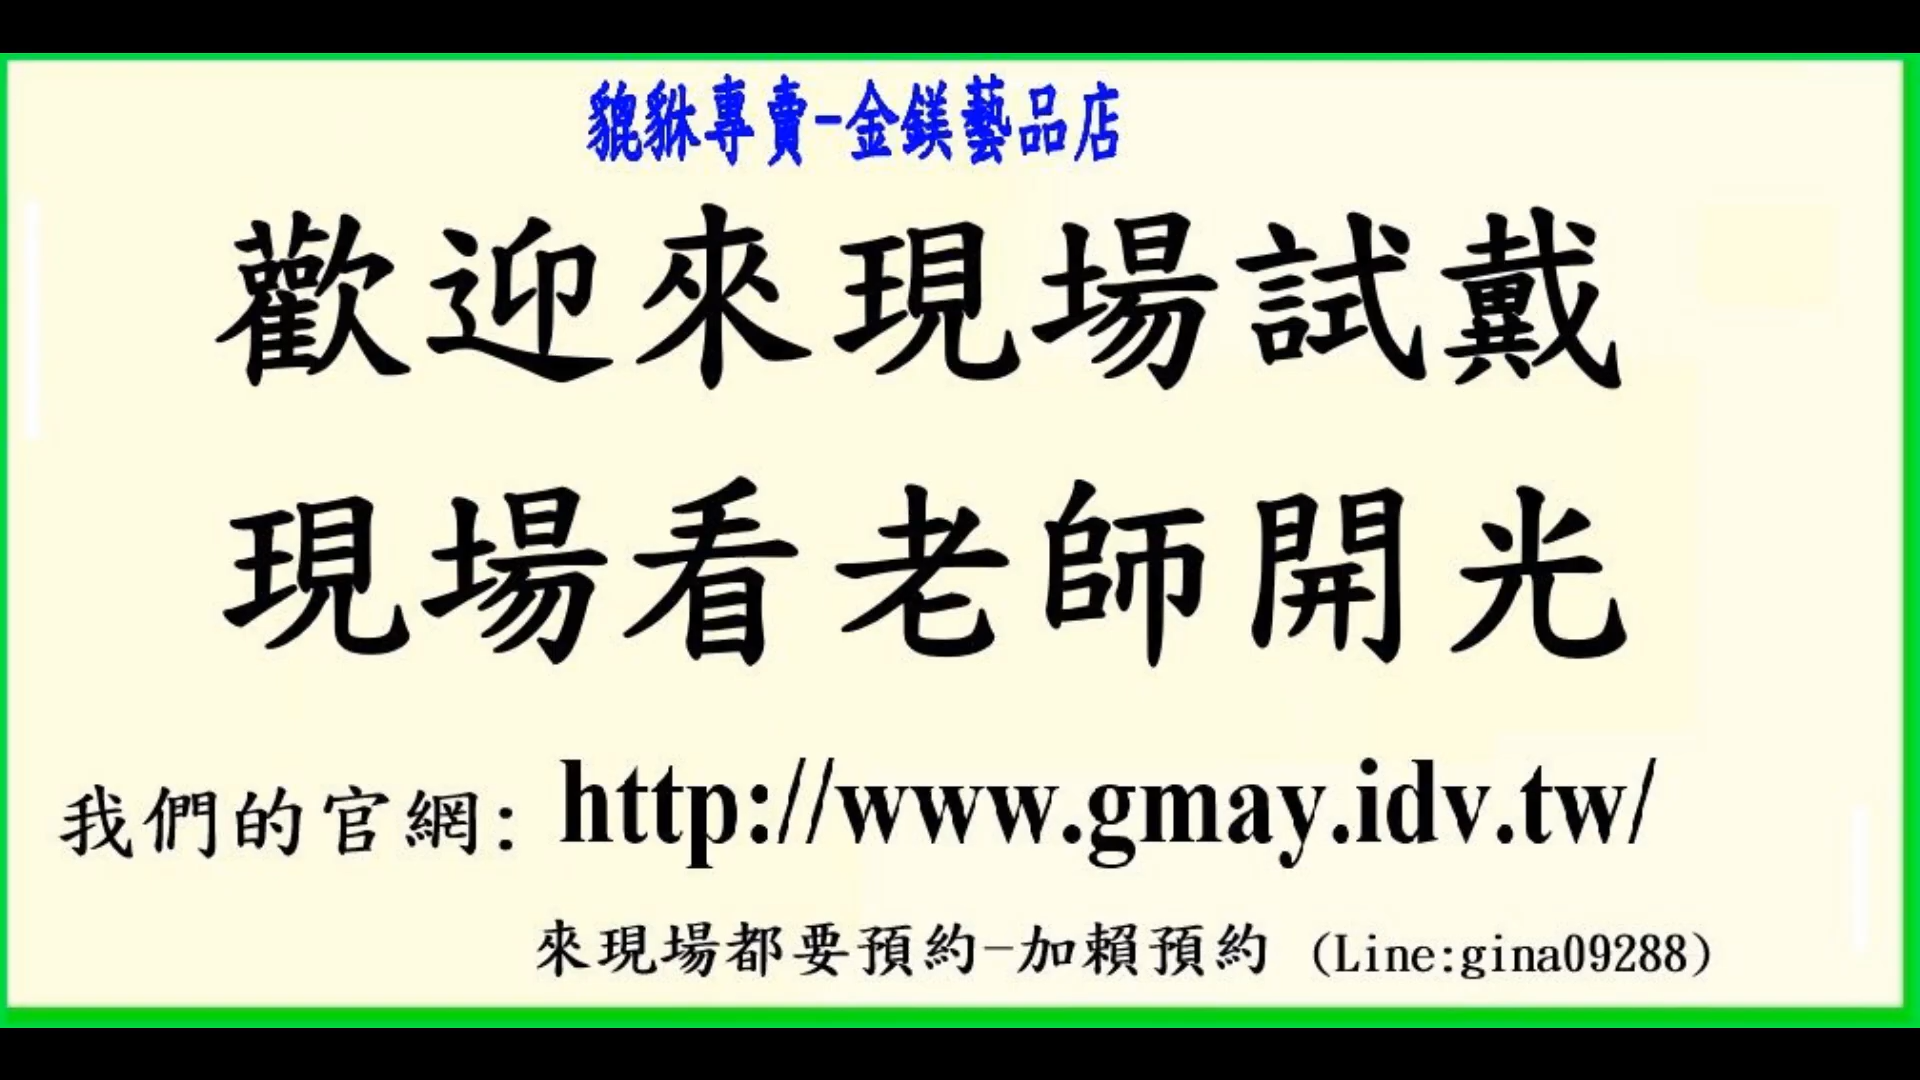 貔貅專賣-金鎂藝品店
歡迎來現場試戴
現場看老師開光
我們的官網: http://www.gmay.idv.tw/
來現場都要預約-加賴預約 (Line:gina09288)